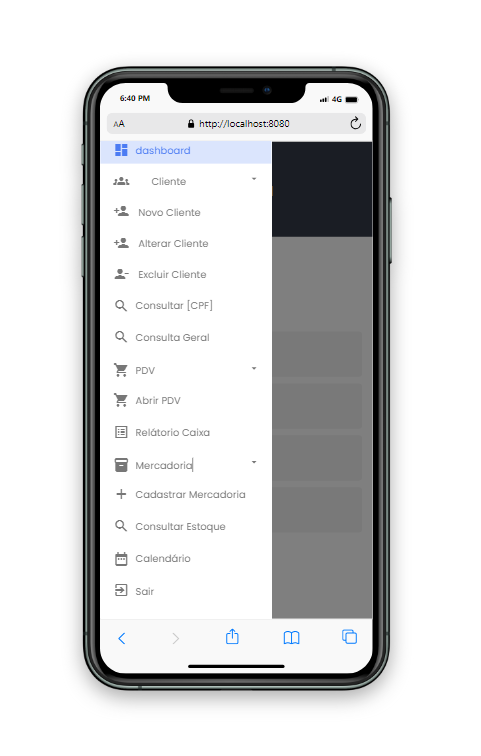 6:40 PM
4G
AA
http://localhost:8080
dashboard
Cliente
Novo Cliente
Alterar Cliente
Excluir Cliente
Consultar [CPF]
Consulta Geral
PDV
Abrir PDV
Relátorio Caixa
Mercadoria
Cadastrar Mercadoria
Consultar Estoque
Calendário
Sair